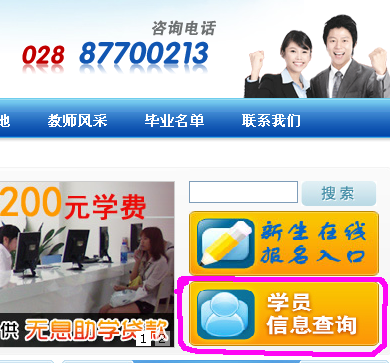 咨询电话
028 87700213
地 教师风采 毕业名单 联系我们
搜索
200元学费
新生在线
报名入口
供 无息助学贷款
1 2
学员
信息查询